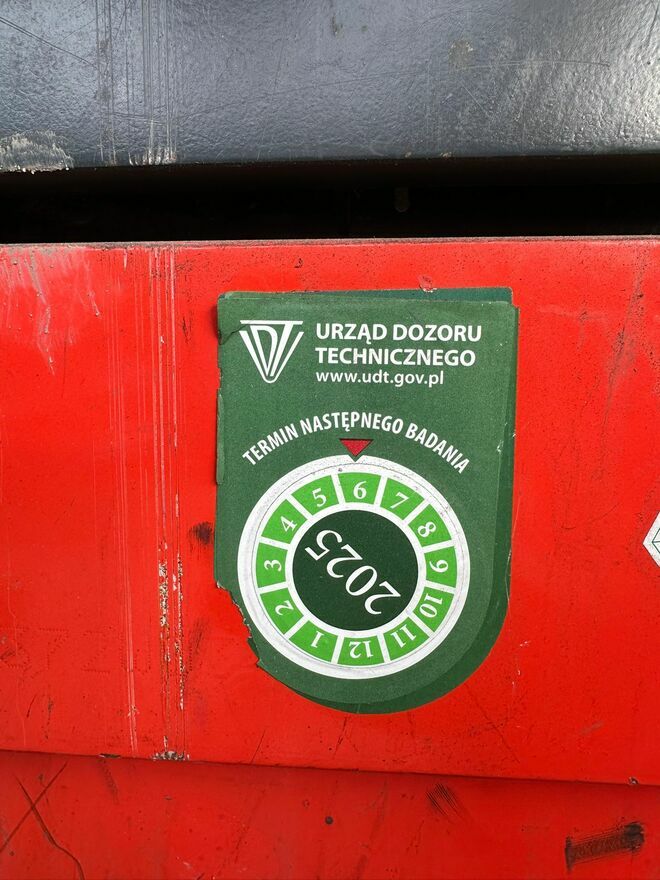 UDT
URZĄD DOZORU
TECHNICZNEGO
www.udt.gov.pl
TERMIN NASTĘPNEGO BADANIA
1 2 3 4 5 6 7 8 9 10 11 12
2025